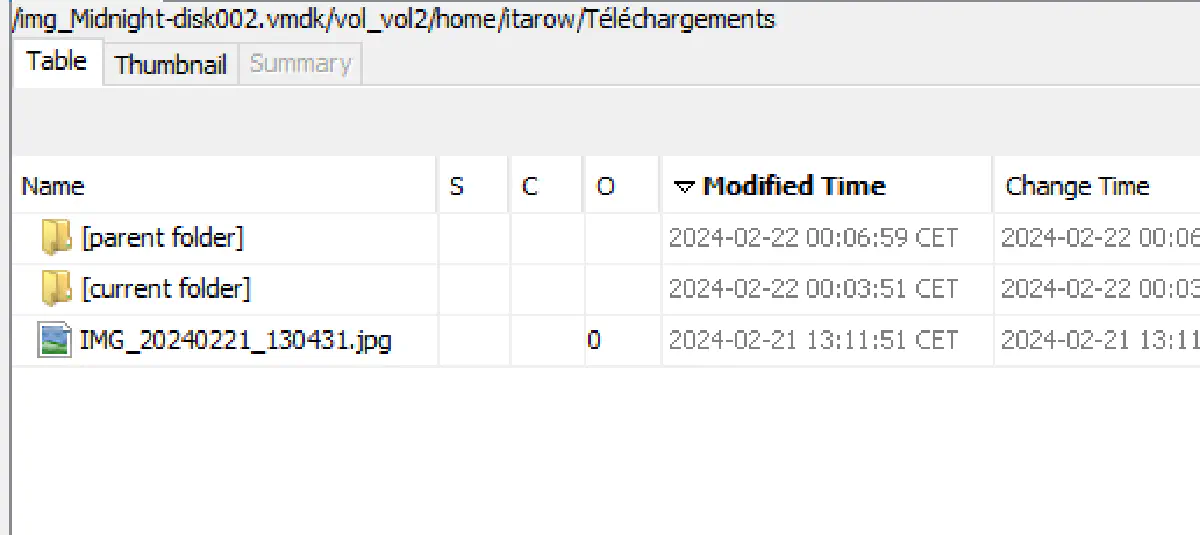 /img_Midnight-disk002.vmdk/vol_vol2/home/itarow/Téléchargements
Table Thumbnail Summary
Name S C O Modified Time Change Time
[parent folder] 2024-02-22 00:06:59 CET 2024-02-22 00:06
[current folder] 2024-02-22 00:03:51 CET 2024-02-22 00:03
IMG_20240221_130431.jpg 0 2024-02-21 13:11:51 CET 2024-02-21 13:11